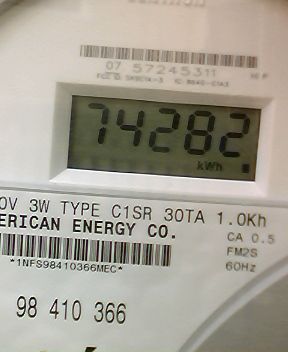 07 57245311
74282
kWh
0V 3W TYPE C1SR 30TA 1.0Kh
ERICAN ENERGY CO.
CA 0.5
FM2S
60Hz
*1NFS98410366MEC*
98 410 366